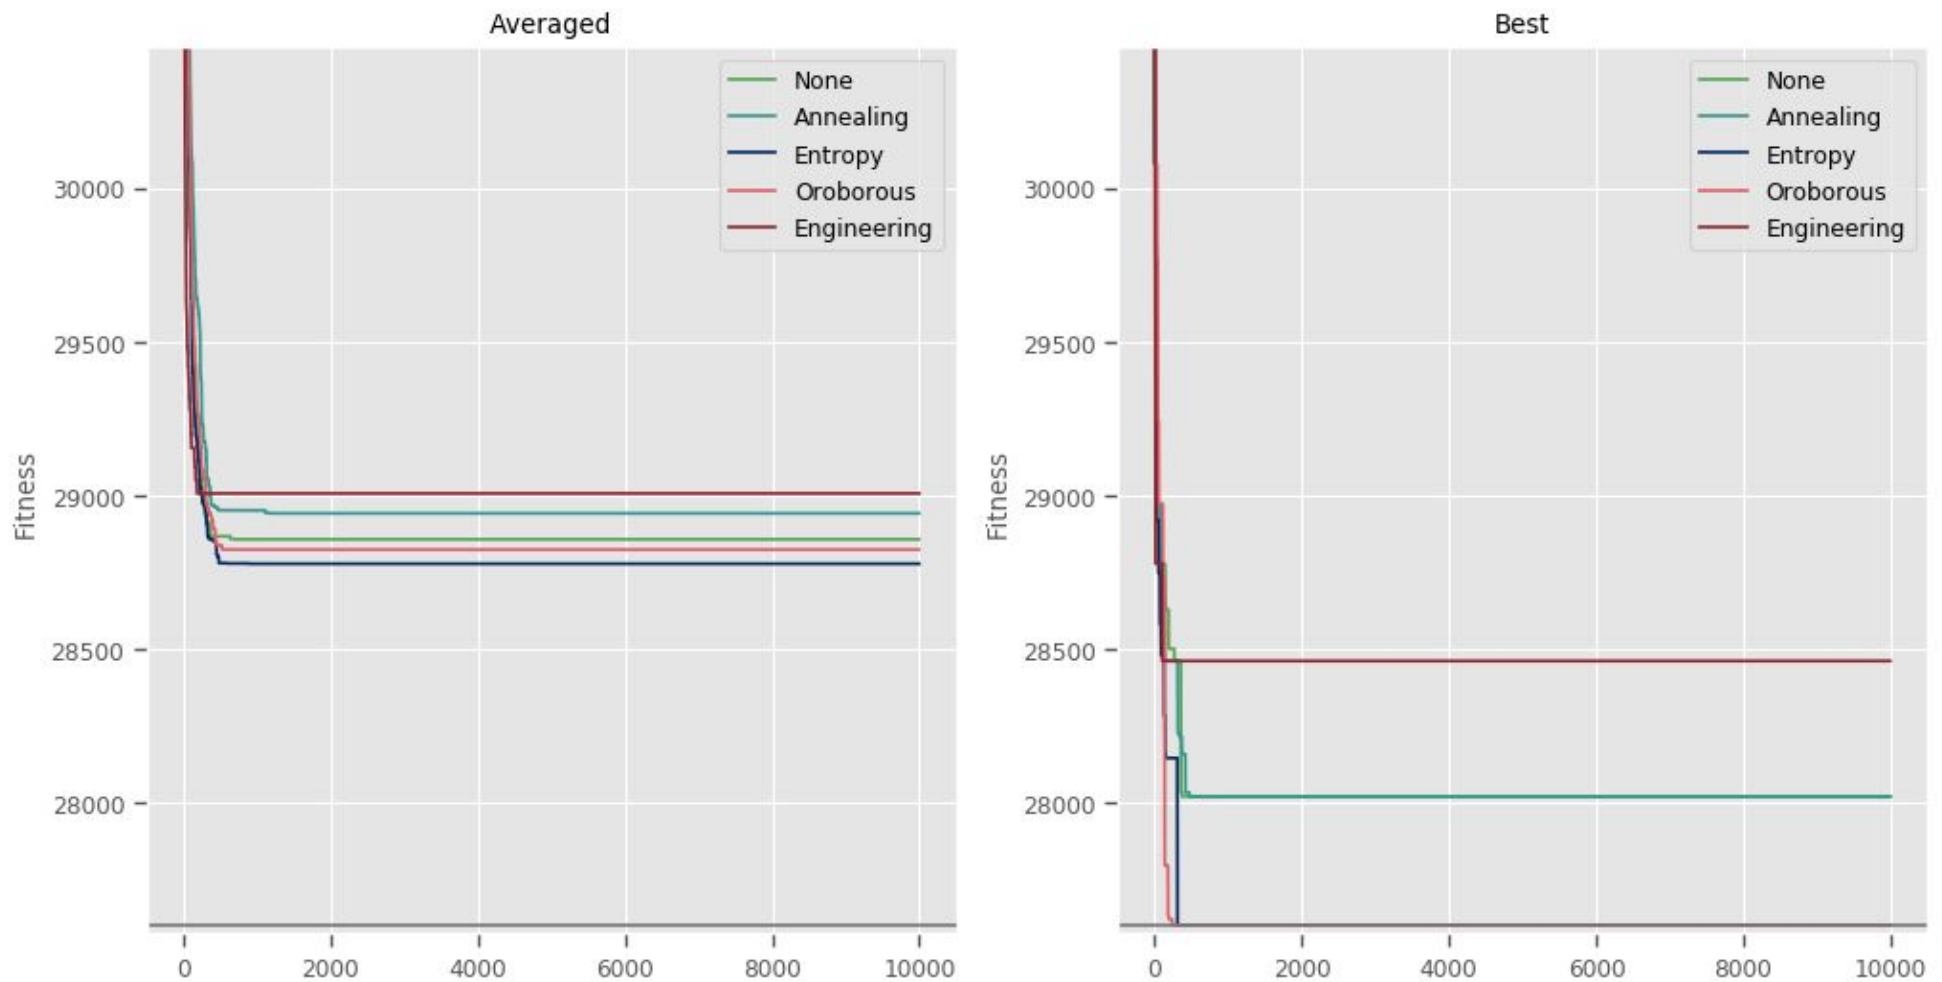 Averaged
None
Annealing
Entropy
Oroborous
Engineering
30000
29500
29000
28500
28000
Fitness
0 2000 4000 6000 8000 10000
Best
None
Annealing
Entropy
Oroborous
Engineering
30000
29500
29000
28500
28000
Fitness
0 2000 4000 6000 8000 10000